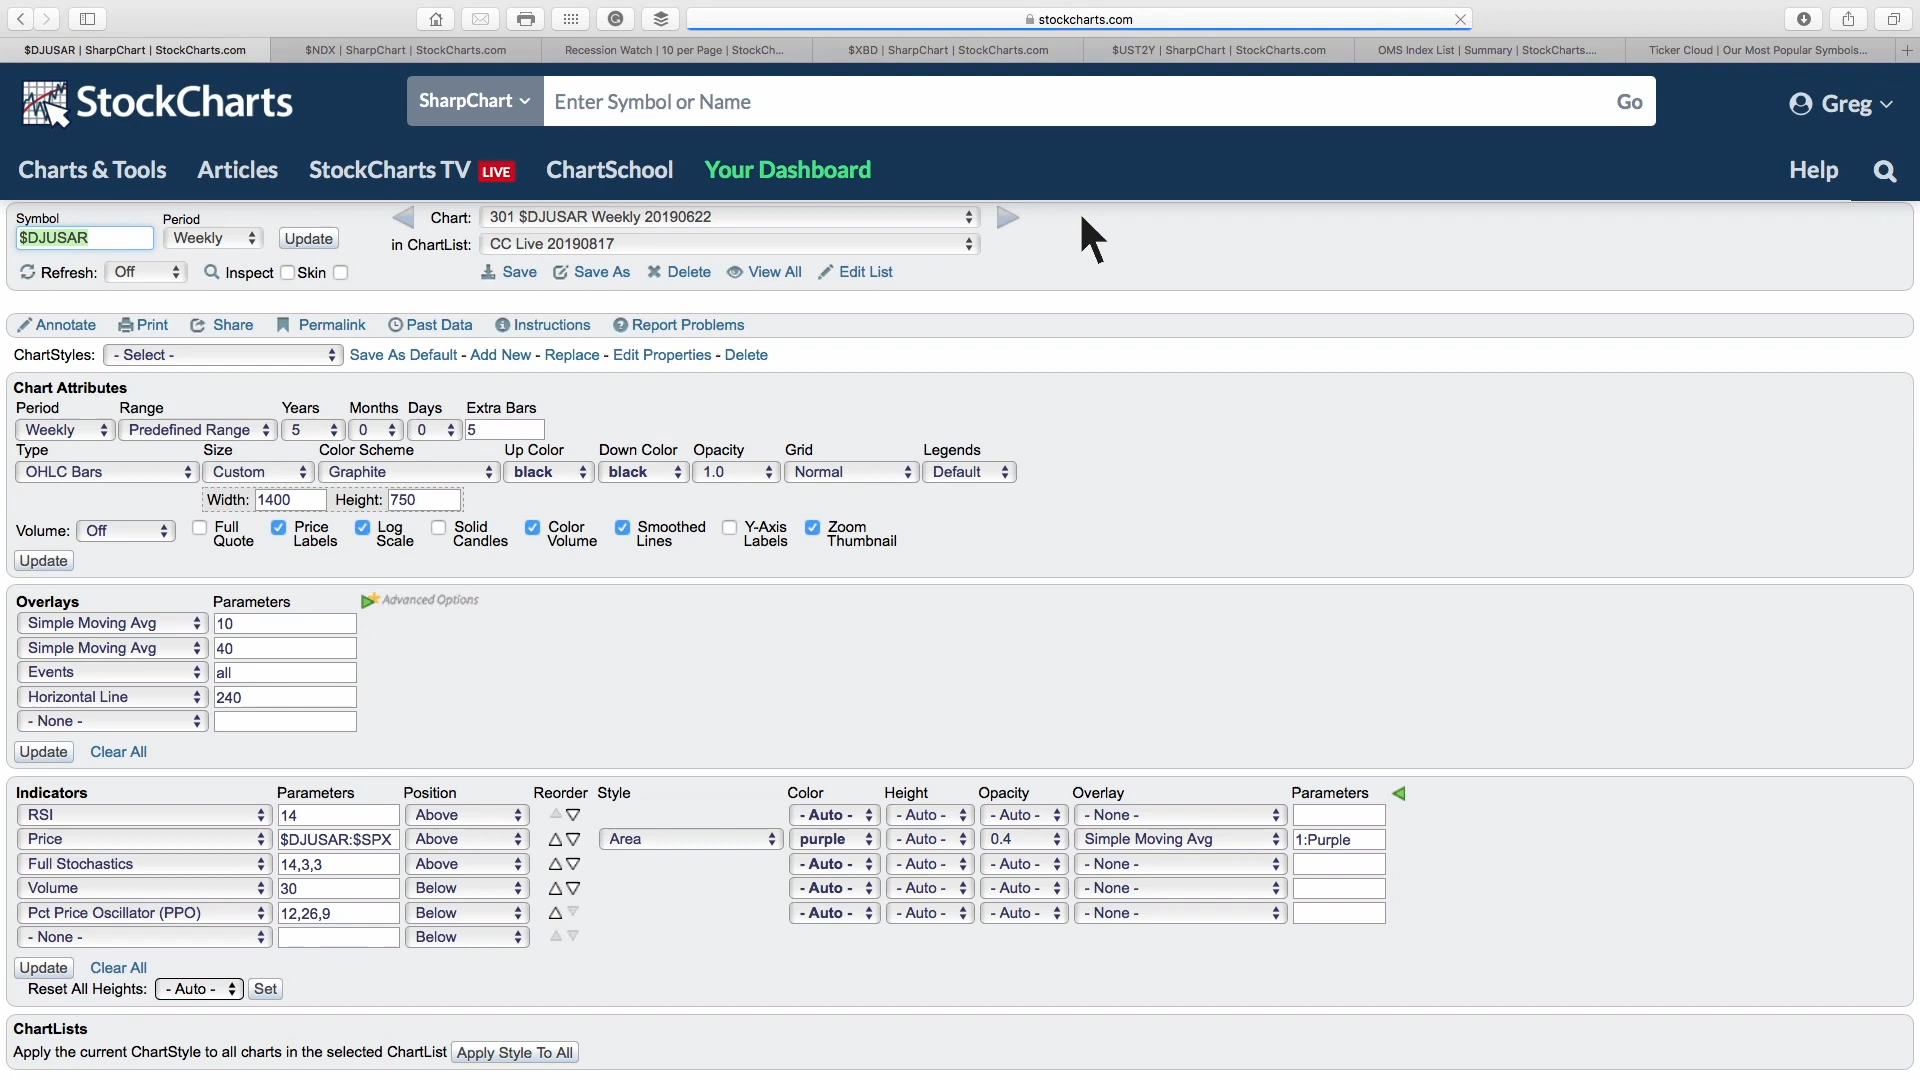 stockcharts.com
$DJUSAR | SharpChart | StockCharts.com
$NDX | SharpChart | StockCharts.com
Recession Watch | 10 per Page | StockCh...
$XBD | SharpChart | StockCharts.com
$UST2Y | SharpChart | StockCharts.com
OMS Index List | Summary | StockCharts....
Ticker Cloud | Our Most Popular Symbols...
StockCharts
SharpChart
Enter Symbol or Name
Go
Greg
Charts & Tools
Articles
StockCharts TV LIVE
ChartSchool
Your Dashboard
Help
Symbol
Period
Chart: 301 $DJUSAR Weekly 20190622
$DJUSAR
Weekly
Update
in ChartList: CC Live 20190817
Refresh: Off
Inspect
Skin
Save
Save As
Delete
View All
Edit List
Annotate
Print
Share
Permalink
Past Data
Instructions
Report Problems
ChartStyles: - Select - Save As Default - Add New - Replace - Edit Properties - Delete
Chart Attributes
Period Range Years Months Days Extra Bars
Weekly Predefined Range 5 0 0 5
Type Size Color Scheme Up Color Down Color Opacity Grid Legends
OHLC Bars Custom Graphite black black 1.0 Normal Default
Width: 1400 Height: 750
Volume: Off
Full Quote
Price Labels
Log Scale
Solid Candles
Color Volume
Smoothed Lines
Y-Axis Labels
Zoom Thumbnail
Update
Overlays Parameters Advanced Options
Simple Moving Avg 10
Simple Moving Avg 40
Events all
Horizontal Line 240
- None -
Update Clear All
Indicators Parameters Position Reorder Style Color Height Opacity Overlay Parameters
RSI 14 Above - Auto - - Auto - - Auto - - None -
Price $DJUSAR:$SPX Above Area purple - Auto - 0.4 Simple Moving Avg 1:Purple
Full Stochastics 14,3,3 Above - Auto - - Auto - - Auto - - None -
Volume 30 Below - Auto - - Auto - - Auto - - None -
Pct Price Oscillator (PPO) 12,26,9 Below - Auto - - Auto - - Auto - - None -
- None - Below
Update Clear All
Reset All Heights: - Auto - Set
ChartLists
Apply the current ChartStyle to all charts in the selected ChartList Apply Style To All